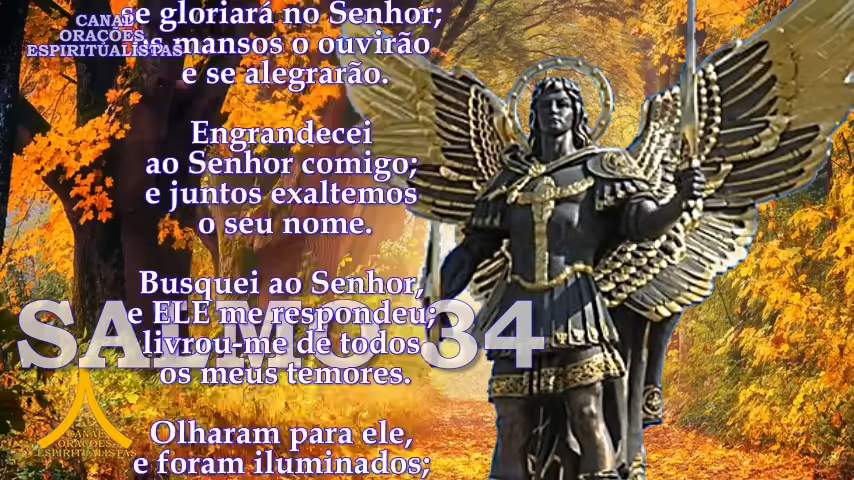 se gloriará no Senhor;
os mansos o ouvirão
e se alegrarão.
Engrandecei
ao Senhor comigo;
e juntos exaltemos
o seu nome.
Busquei ao Senhor,
e ELE me respondeu;
livrou-me de todos
os meus temores.
Olharam para ele,
e foram iluminados;
CANAL
ORAÇÕES
ESPIRITUALISTAS
SALMO 34
CANAL
ORAÇÕES
ESPIRITUALISTAS